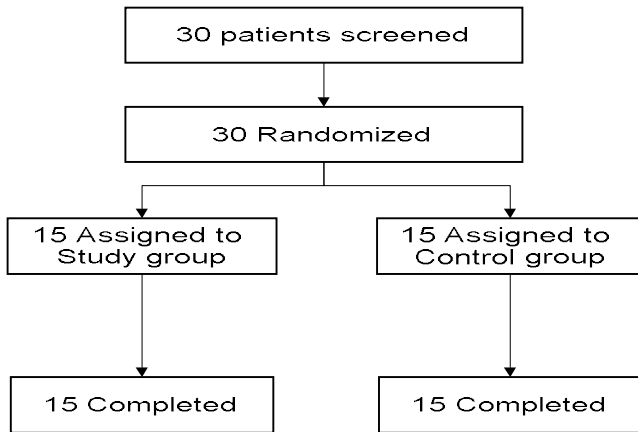 30 patients screened
30 Randomized
15 Assigned to
Study group
15 Assigned to
Control group
15 Completed
15 Completed